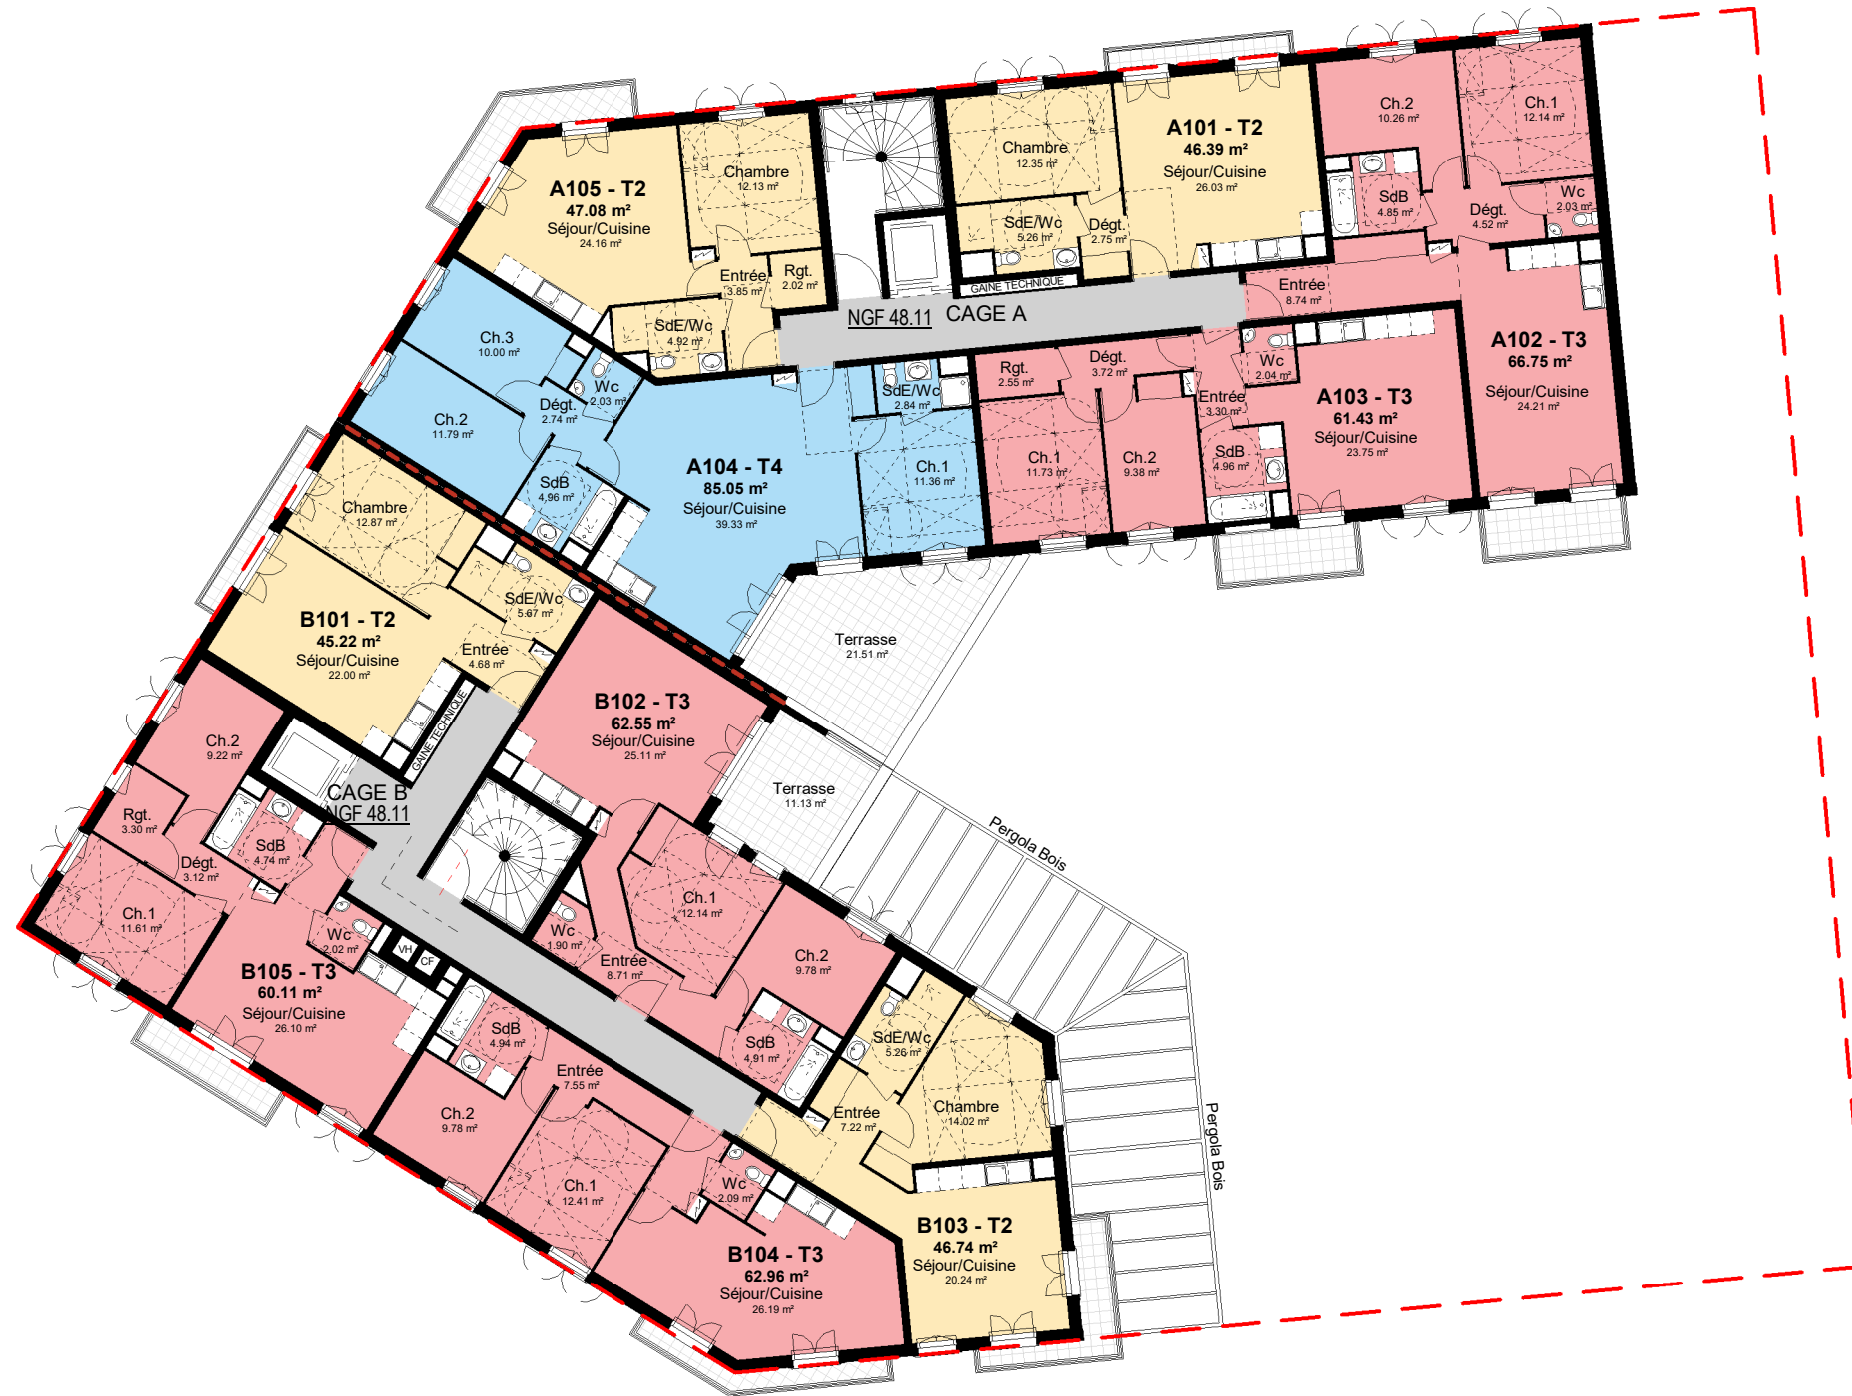 A105 - T2
47.08 m²
Séjour/Cuisine
24.16 m²
Chambre
12.13 m²
Entrée
3.85 m²
Rgt.
2.02 m²
SdE/Wc
4.92 m²
Chambre
12.35 m²
A101 - T2
46.39 m²
Séjour/Cuisine
26.03 m²
SdE/Wc
5.26 m²
Dégt.
2.75 m²
GAINE TECHNIQUE
NGF 48.11 CAGE A
Ch.2
10.26 m²
Ch.1
12.14 m²
SdB
4.85 m²
Dégt.
4.52 m²
Wc
2.03 m²
Entrée
8.74 m²
A102 - T3
66.75 m²
Séjour/Cuisine
24.21 m²
Ch.3
10.00 m²
Wc
2.03 m²
Dégt.
2.74 m²
Ch.2
11.79 m²
SdB
4.96 m²
A104 - T4
85.05 m²
Séjour/Cuisine
39.33 m²
SdE/Wc
2.84 m²
Ch.1
11.36 m²
Rgt.
2.55 m²
Dégt.
3.72 m²
Wc
2.04 m²
Entrée
3.30 m²
A103 - T3
61.43 m²
Séjour/Cuisine
23.75 m²
Ch.1
11.73 m²
Ch.2
9.38 m²
SdB
4.96 m²
Chambre
12.87 m²
SdE/Wc
5.67 m²
B101 - T2
45.22 m²
Séjour/Cuisine
22.00 m²
Entrée
4.68 m²
GAINE TECHNIQUE
Terrasse
21.51 m²
B102 - T3
62.55 m²
Séjour/Cuisine
25.11 m²
Terrasse
11.13 m²
Pergola Bois
Ch.2
9.22 m²
CAGE B
NGF 48.11
Rgt.
3.30 m²
SdB
4.74 m²
Dégt.
3.12 m²
Ch.1
11.61 m²
Wc
2.02 m²
VH
CF
B105 - T3
60.11 m²
Séjour/Cuisine
26.10 m²
Ch.1
12.14 m²
Wc
1.90 m²
Entrée
8.71 m²
Ch.2
9.78 m²
SdB
4.91 m²
SdB
4.94 m²
Entrée
7.55 m²
Ch.2
9.78 m²
Ch.1
12.41 m²
Wc
2.09 m²
B104 - T3
62.96 m²
Séjour/Cuisine
26.19 m²
SdE/Wc
5.26 m²
Entrée
7.22 m²
Chambre
14.02 m²
B103 - T2
46.74 m²
Séjour/Cuisine
20.24 m²
Pergola Bois